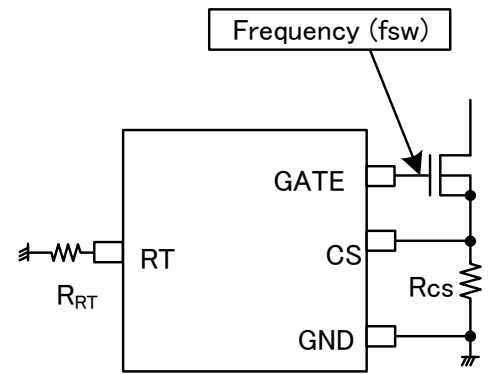 Frequency (fsw)
GATE
RT
CS
RRT
Rcs
GND